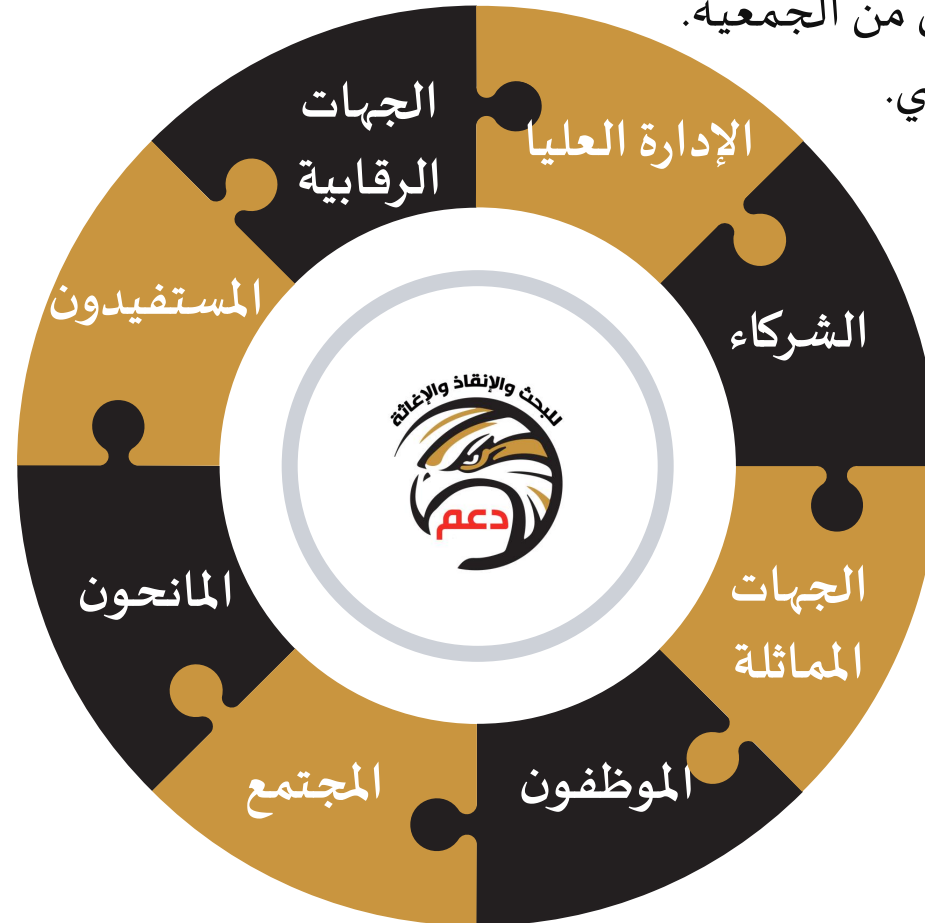 من الجمعية.
ي.
الإدارة العليا
الشركاء
الجهات
المماثلة
الموظفون
المجتمع
المانحون
المستفيدون
الجهات
الرقابية
للبحث والإنقاذ والإغاثة
دعم